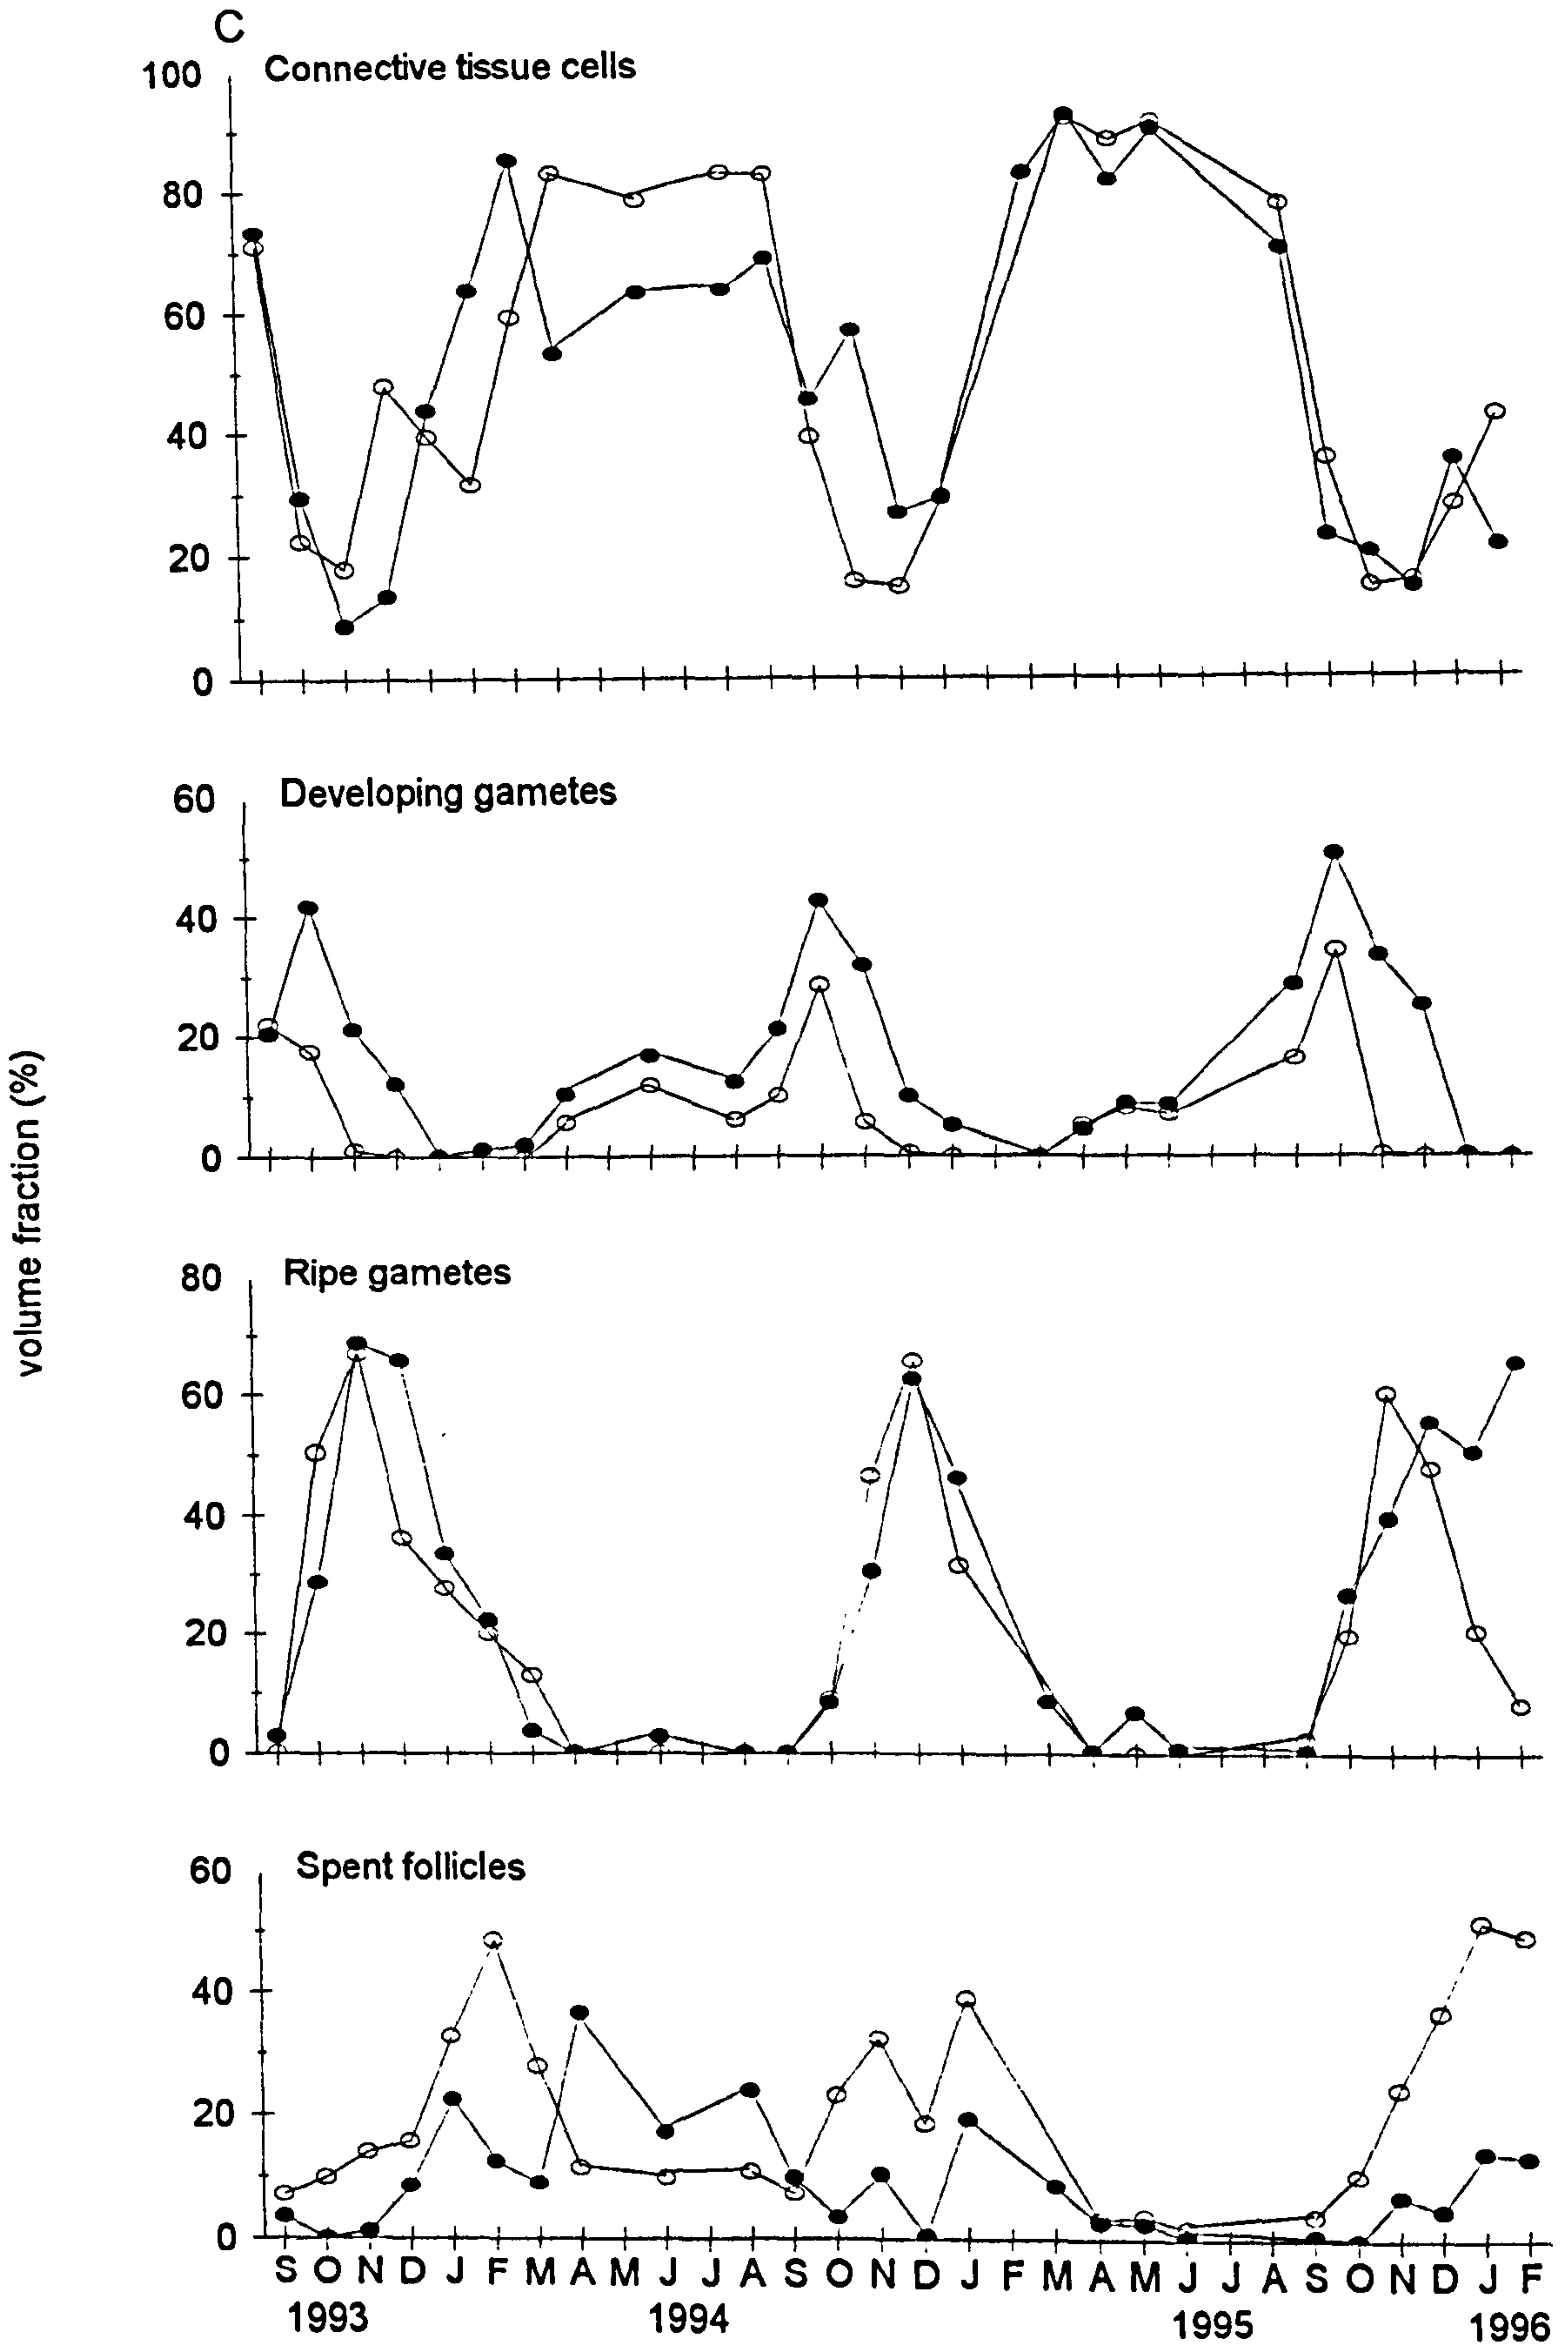 C
Connective tissue cells
100
80
60
40
20
0
Developing gametes
60
40
20
0
volume fraction (%)
Ripe gametes
80
60
40
20
0
Spent follicles
60
40
20
0
S O N D J F M A M J J A S O N D J F M A M J J A S O N D J F
1993 1994 1995 1996